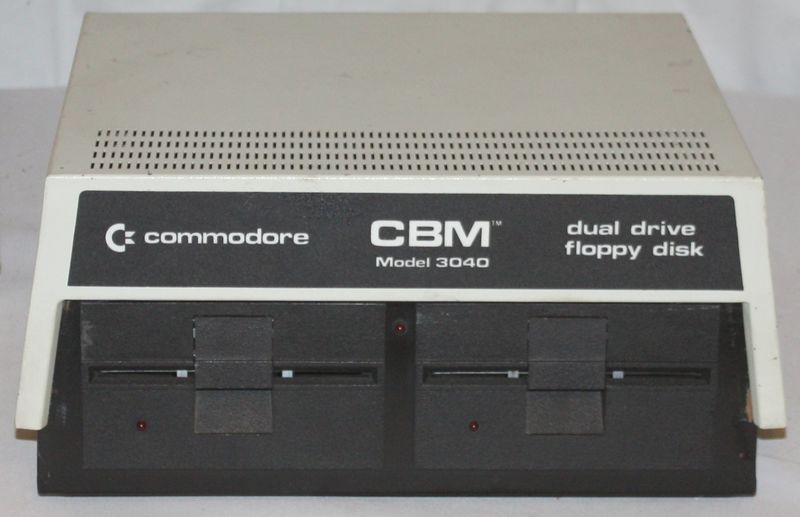 commodore
CBM™
Model 3040
dual drive
floppy disk